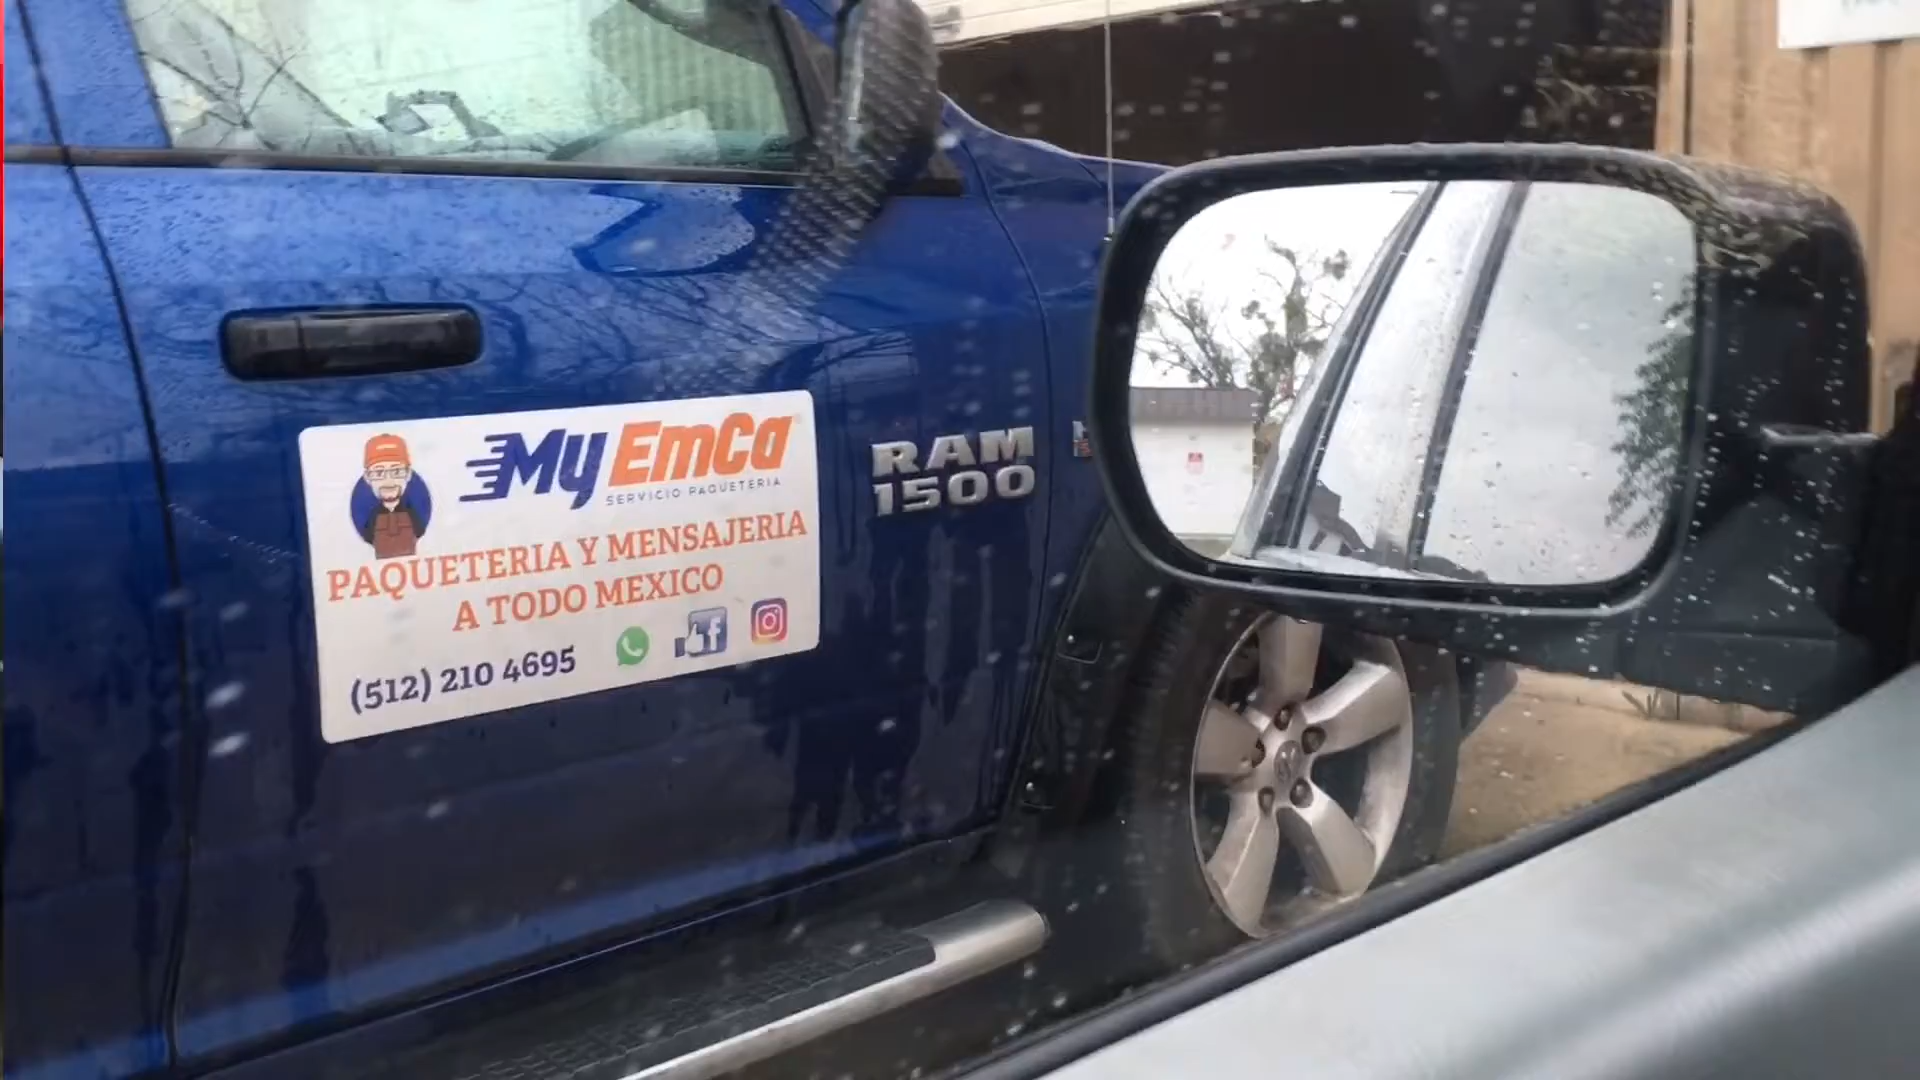 My EmCa
SERVICIO PAQUETERIA
PAQUETERIA Y MENSAJERIA
A TODO MEXICO
(512) 210 4695
f
RAM
1500